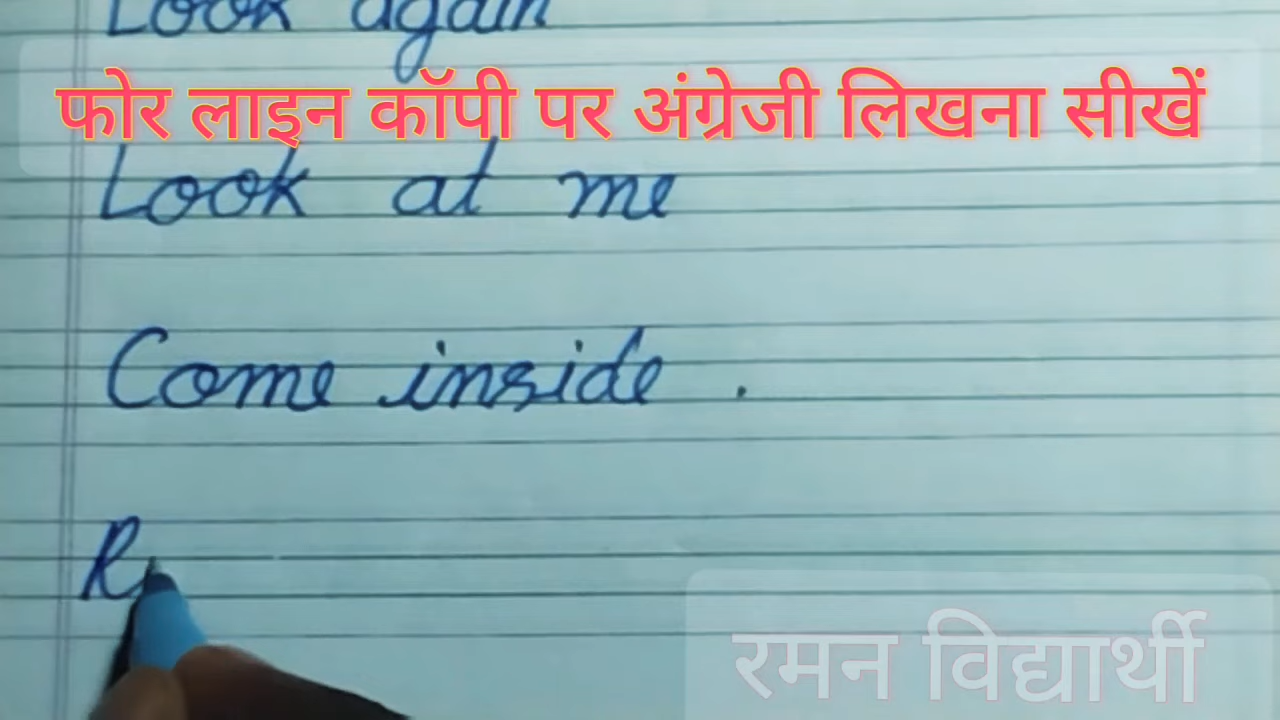 Look again
फोर लाइन कॉपी पर अंग्रेजी लिखना सीखें
Look at me
Come inside .
R
रमन विद्यार्थी